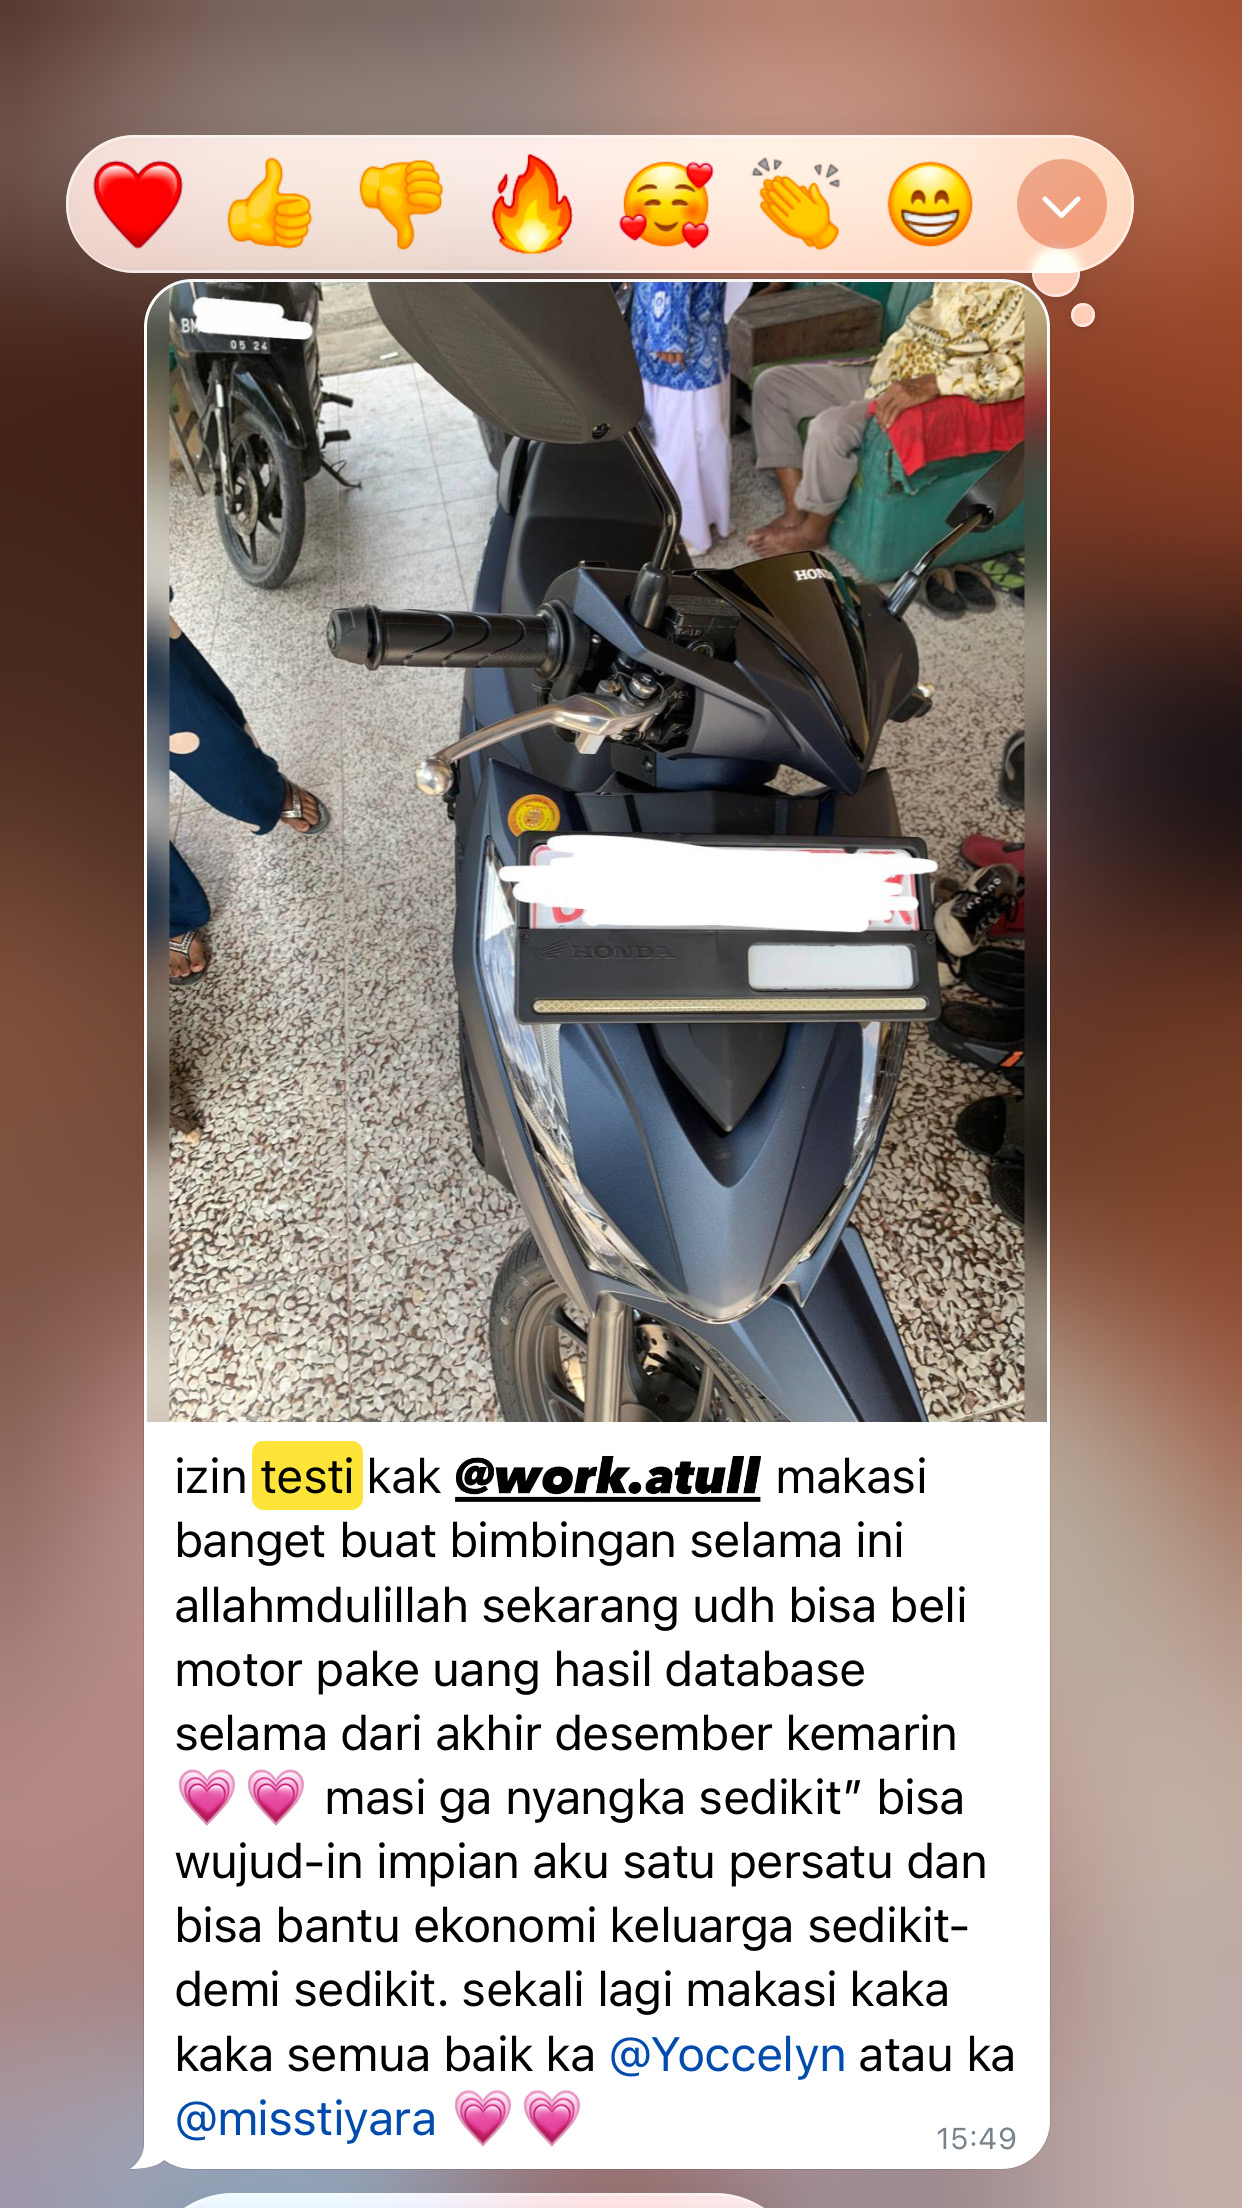 BM
05 24
HOND
HONDA
izin testi kak @work.atull makasi
banget buat bimbingan selama ini
allahmdulillah sekarang udh bisa beli
motor pake uang hasil database
selama dari akhir desember kemarin
💗💗 masi ga nyangka sedikit” bisa
wujud-in impian aku satu persatu dan
bisa bantu ekonomi keluarga sedikit-
demi sedikit. sekali lagi makasi kaka
kaka semua baik ka @Yoccelyn atau ka
@misstiyara 💗💗
15:49